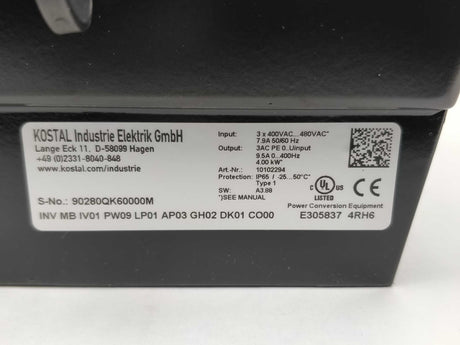 KOSTAL Industrie Elektrik GmbH
Lange Eck 11, D-58099 Hagen
+49 (0)2331-8040-848
www.kostal.com/industrie
Input: 3 x 400VAC...480VAC*
7.9A 50/60 Hz
Output: 3AC PE 0..Uinput
9.5A 0...400Hz
4.00 kW*
Art.-No: 10102294
Protection: IP65 / -25...50°C*
Type 1
SW: A3.88
*)SEE MANUAL
S-No.: 90280QK60000M
INV MB IV01 PW09 LP01 AP03 GH02 DK01 CO00
c UL US
LISTED
Power Conversion Equipment
E305837 4RH6